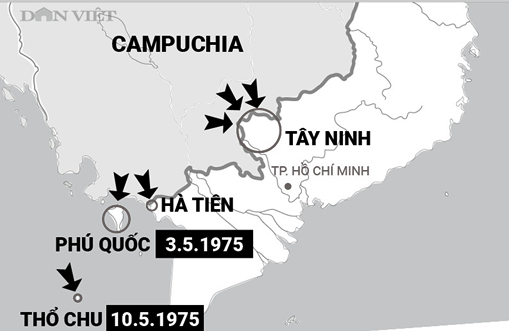 DÂN VIỆT
CAMPUCHIA
TÂY NINH
TP. HỒ CHÍ MINH
HÀ TIÊN
PHÚ QUỐC 3.5.1975
THỔ CHU 10.5.1975